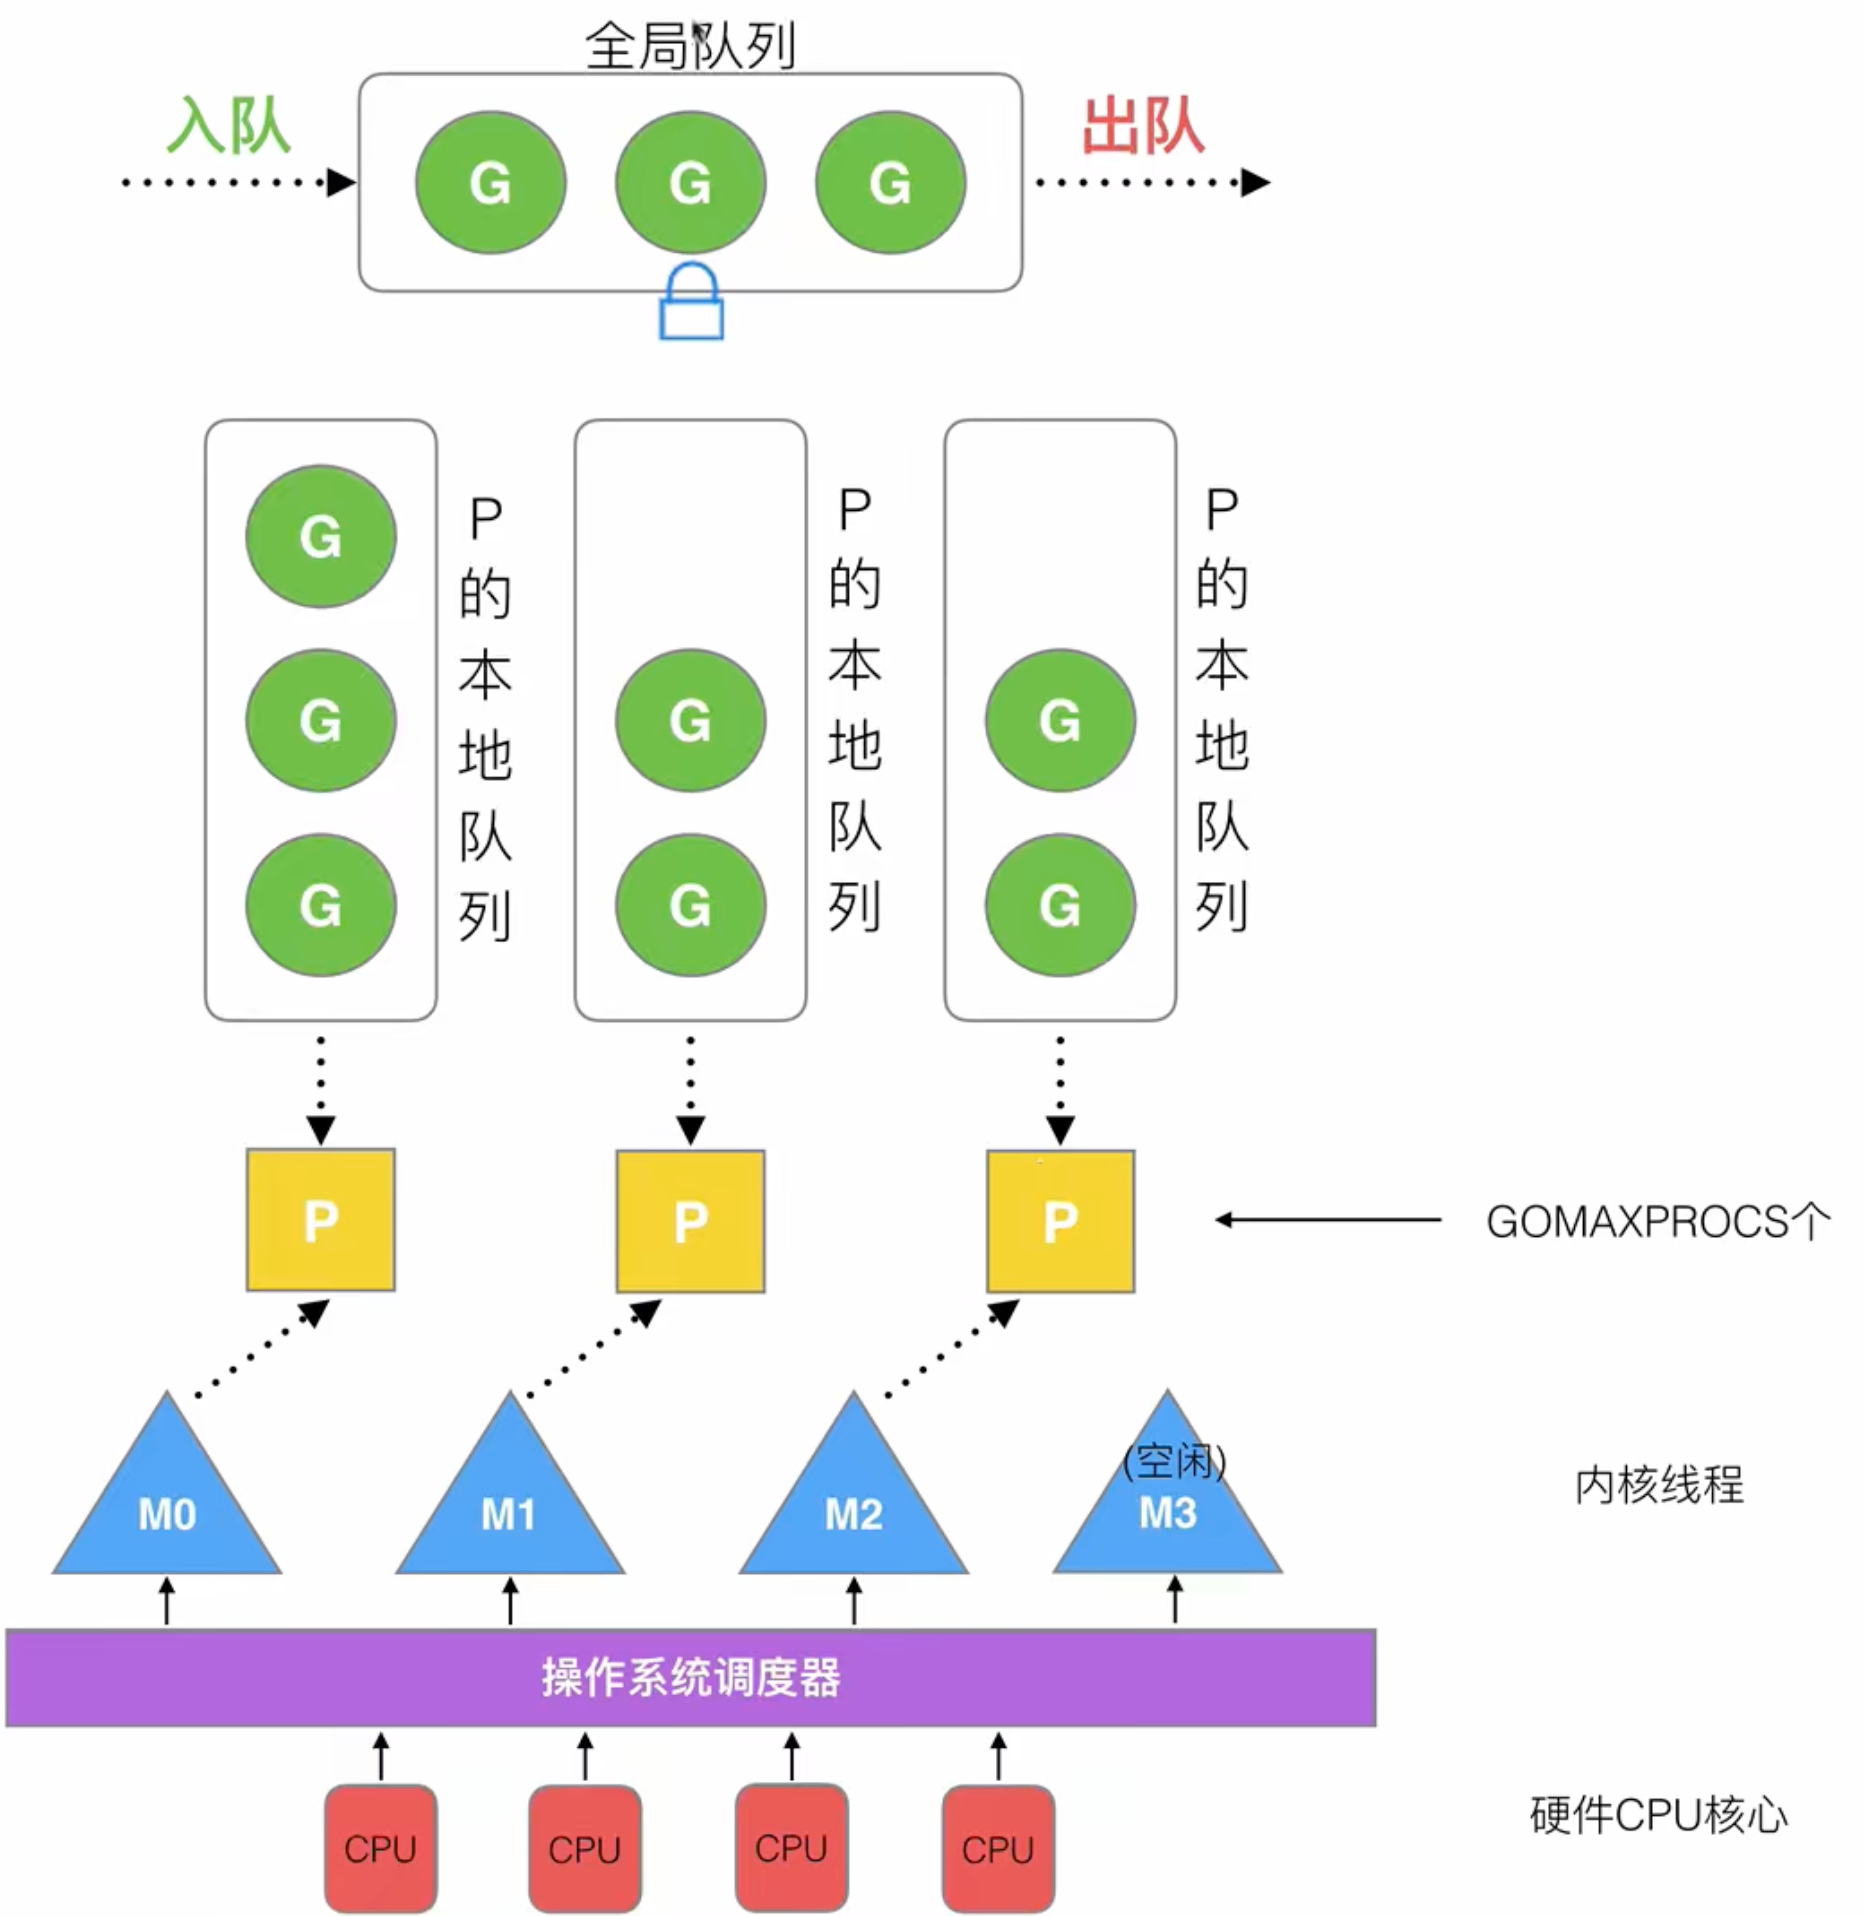 全局队列
入队
出队
G G G
G
G
G
P的本地队列
G
G
P的本地队列
G
G
P的本地队列
P P P
GOMAXPROCS个
(空闲)
M0 M1 M2 M3
内核线程
操作系统调度器
CPU CPU CPU CPU
硬件CPU核心